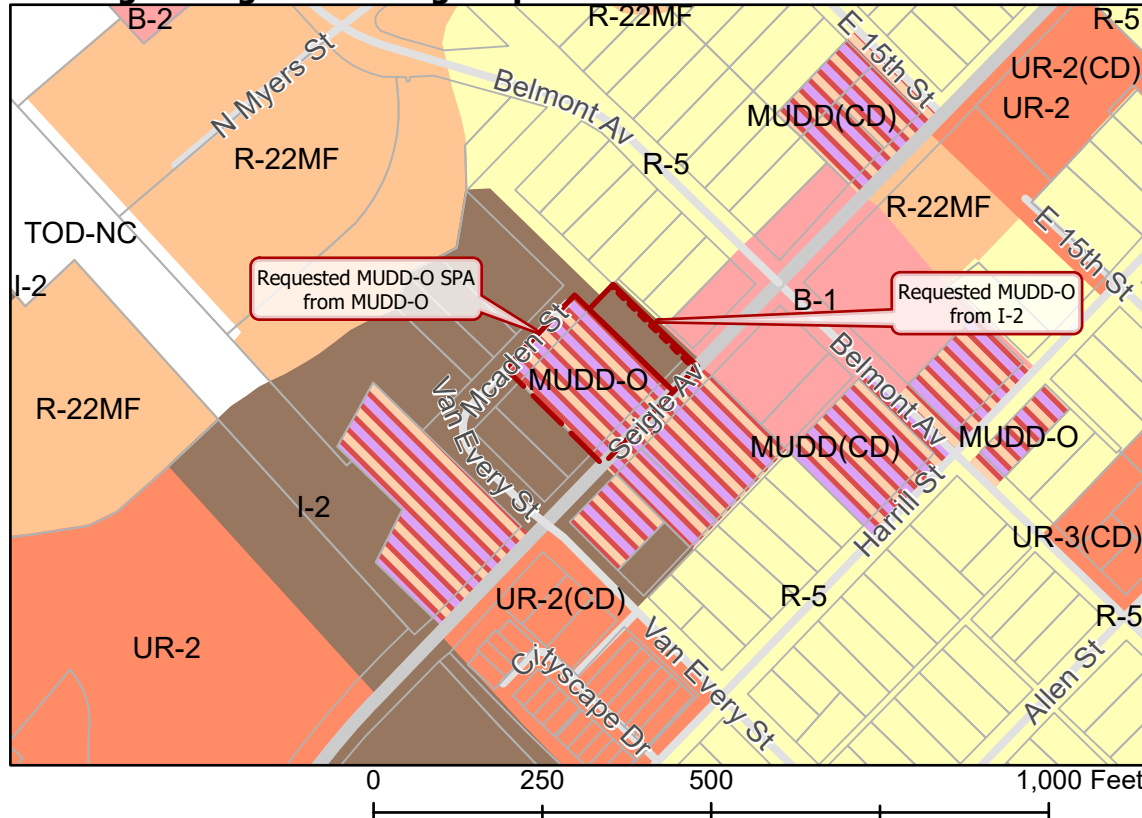 B-2
R-22MF
R-5
E 15th St
N Myers St
UR-2(CD)
Belmont Av
UR-2
MUDD(CD)
R-22MF
R-5
R-22MF
TOD-NC
E 15th St
I-2
Requested MUDD-O SPA
from MUDD-O
Requested MUDD-O
from I-2
B-1
Mcaden St
Belmont Av
MUDD-O
R-22MF
Van Every St
Seigle Av
MUDD(CD)
MUDD-O
Harrill St
I-2
UR-3(CD)
UR-2(CD)
R-5
R-5
UR-2
Van Every St
Cityscape Dr
Allen St
0 250 500 1,000 Feet